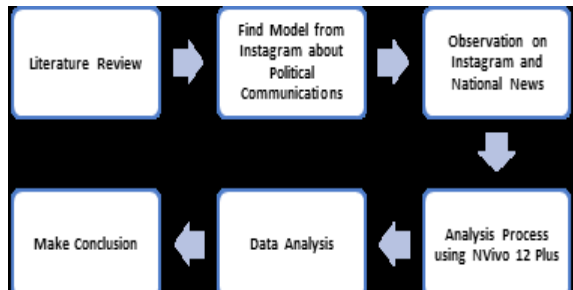 Literature Review
Find Model from
Instagram about
Political
Communications
Observation on
Instagram and
National News
Analysis Process
using NVivo 12 Plus
Data Analysis
Make Conclusion